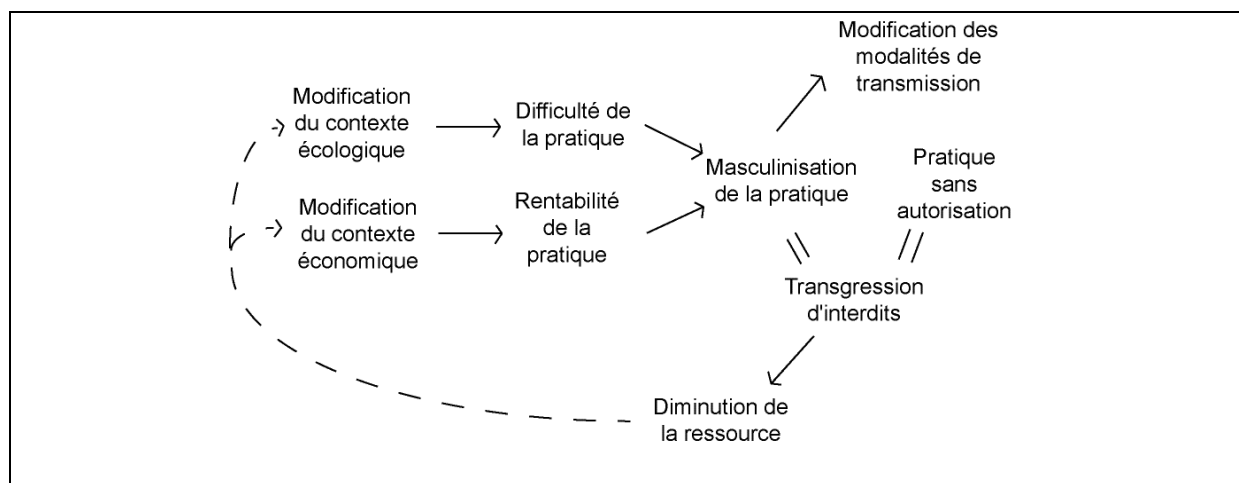 Modification des
modalités de
transmission
Modification
du contexte
écologique
Difficulté de
la pratique
Masculinisation
de la pratique
Pratique
sans
autorisation
Modification
du contexte
économique
Rentabilité
de la
pratique
Transgression
d'interdits
Diminution de
la ressource